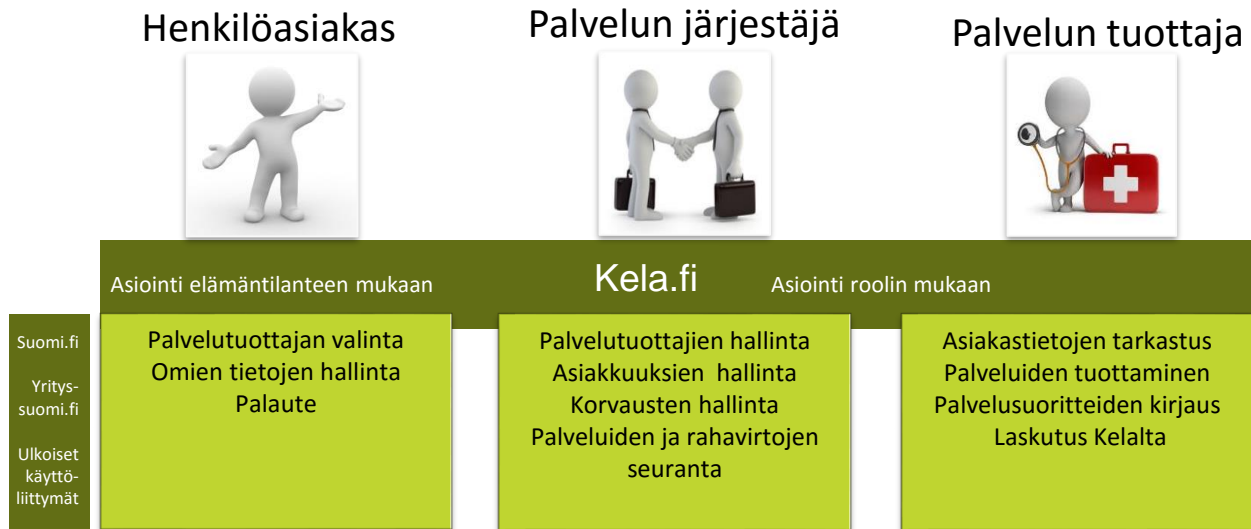 Henkilöasiakas
Palvelun järjestäjä
Palvelun tuottaja
Asiointi elämäntilanteen mukaan
Kela.fi
Asiointi roolin mukaan
Suomi.fi
Yritys-
suomi.fi
Ulkoiset
käyttö-
liittymät
Palvelutuottajan valinta
Omien tietojen hallinta
Palaute
Palvelutuottajien hallinta
Asiakkuuksien hallinta
Korvausten hallinta
Palveluiden ja rahavirtojen
seuranta
Asiakastietojen tarkastus
Palveluiden tuottaminen
Palvelusuoritteiden kirjaus
Laskutus Kelalta